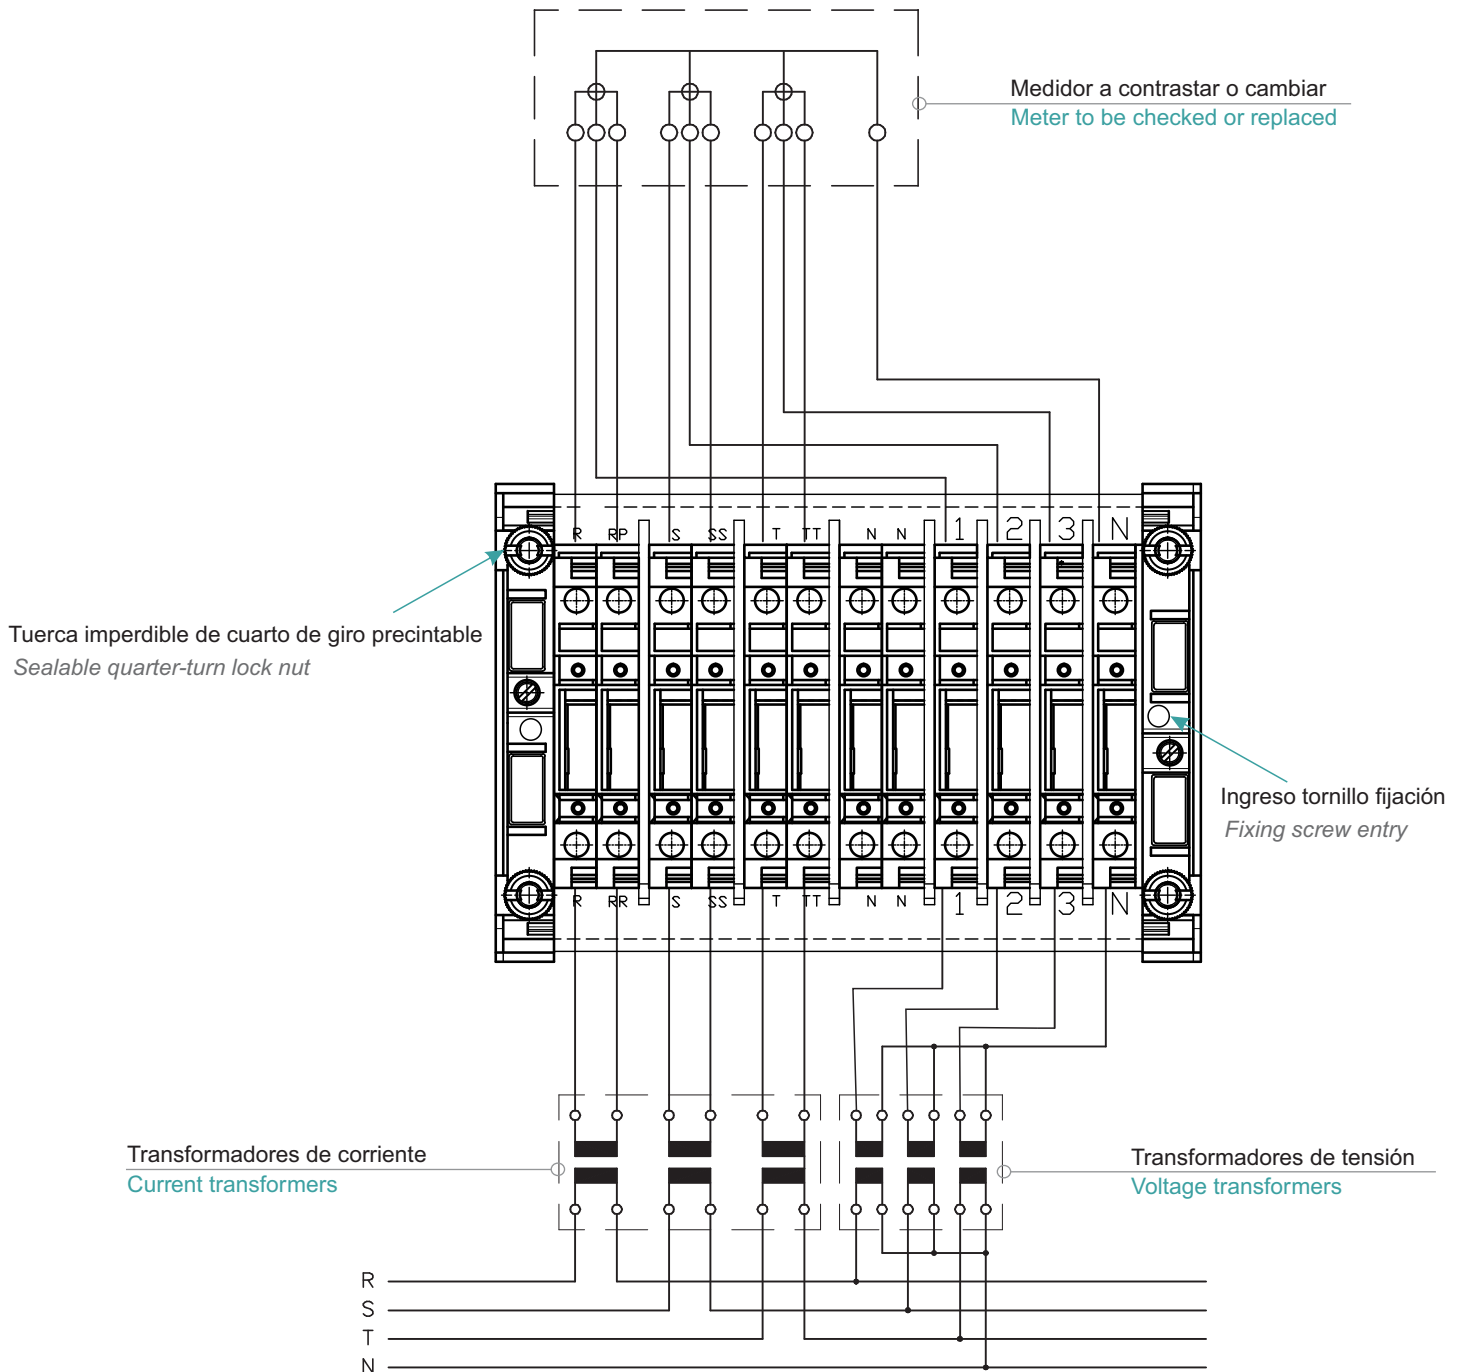 Medidor a contrastar o cambiar
Meter to be checked or replaced
R RP S SS T TT N N 1 2 3 N
Tuerca imperdible de cuarto de giro precintable
Sealable quarter-turn lock nut
Ingreso tornillo fijación
Fixing screw entry
R RR S SS T TT N N 1 2 3 N
Transformadores de corriente
Current transformers
Transformadores de tensión
Voltage transformers
R
S
T
N